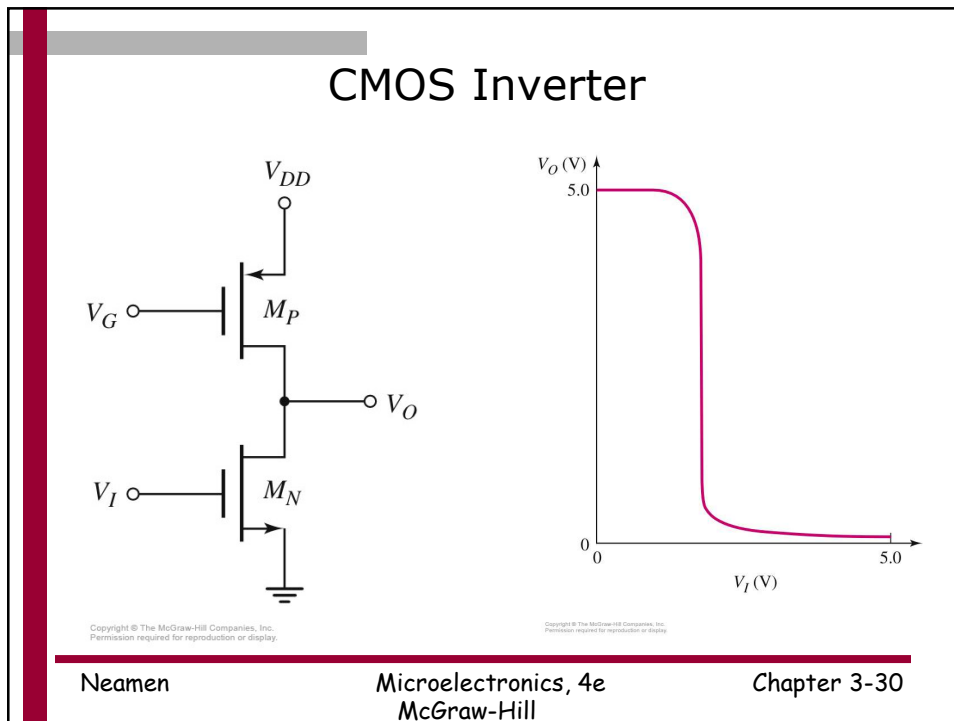 CMOS Inverter
V_DD
V_G
M_P
V_O
V_I
M_N
V_O (V)
5.0
0
0
5.0
V_I (V)
Copyright © The McGraw-Hill Companies, Inc.
Permission required for reproduction or display.
Copyright © The McGraw-Hill Companies, Inc.
Permission required for reproduction or display.
Neamen
Microelectronics, 4e
McGraw-Hill
Chapter 3-30